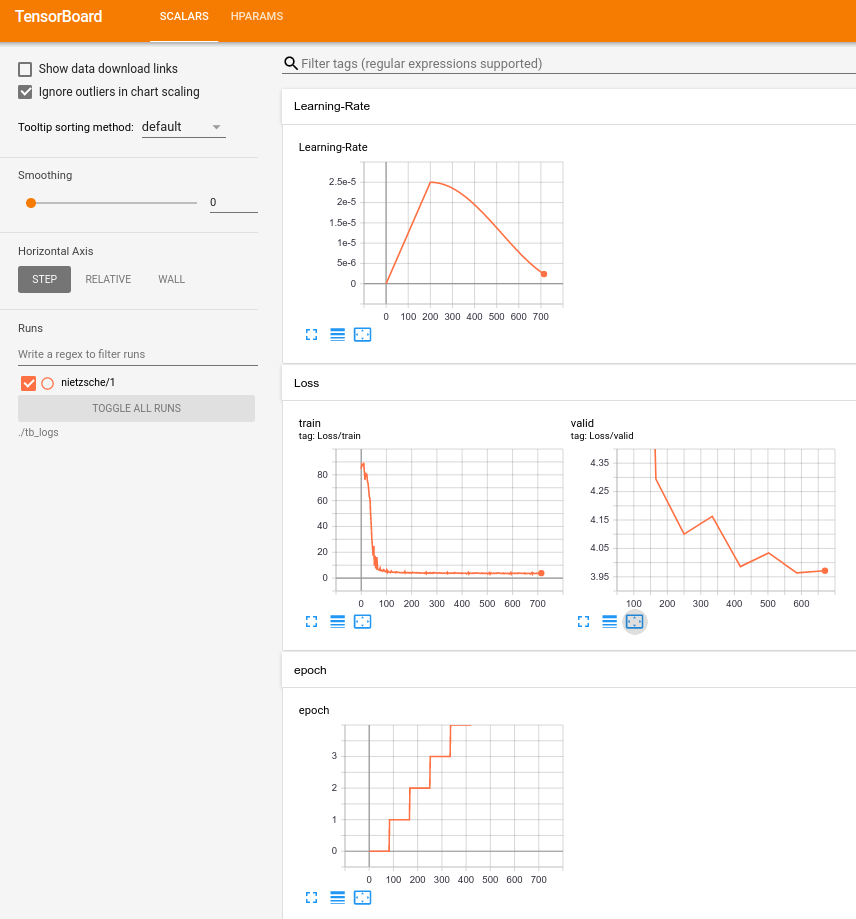 TensorBoard
SCALARS HPARAMS
Show data download links
Ignore outliers in chart scaling
Tooltip sorting method: default
Smoothing
0
Horizontal Axis
STEP RELATIVE WALL
Runs
Write a regex to filter runs
nietzsche/1
TOGGLE ALL RUNS
./tb_logs
Filter tags (regular expressions supported)
Learning-Rate
Learning-Rate
2.5e-5
2e-5
1.5e-5
1e-5
5e-6
0
0 100 200 300 400 500 600 700
Loss
train
tag: Loss/train
80
60
40
20
0
0 100 200 300 400 500 600 700
valid
tag: Loss/valid
4.35
4.25
4.15
4.05
3.95
100 200 300 400 500 600
epoch
epoch
3
2
1
0
0 100 200 300 400 500 600 700